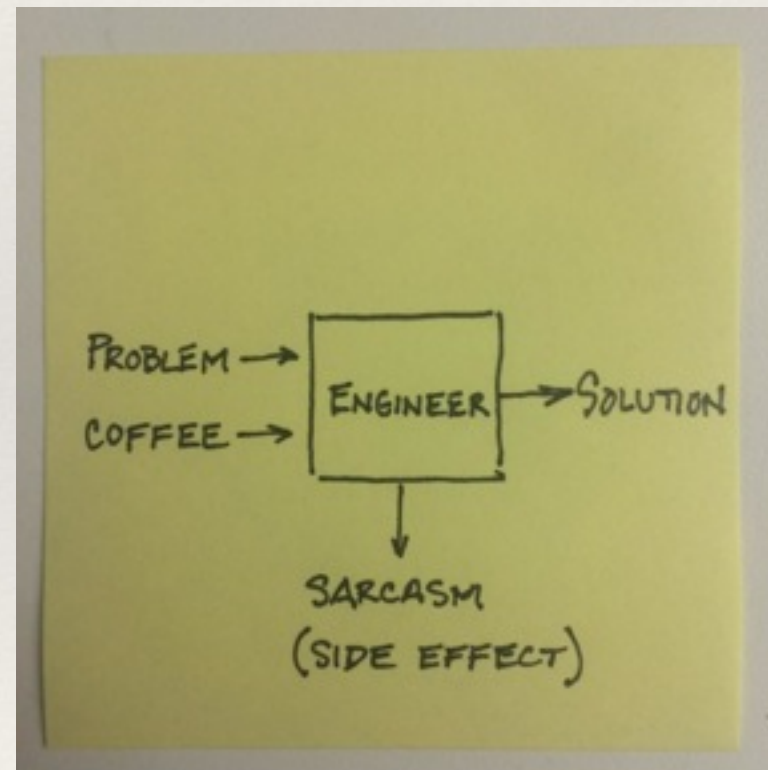 PROBLEM
COFFEE
ENGINEER
SOLUTION
SARCASM
(SIDE EFFECT)